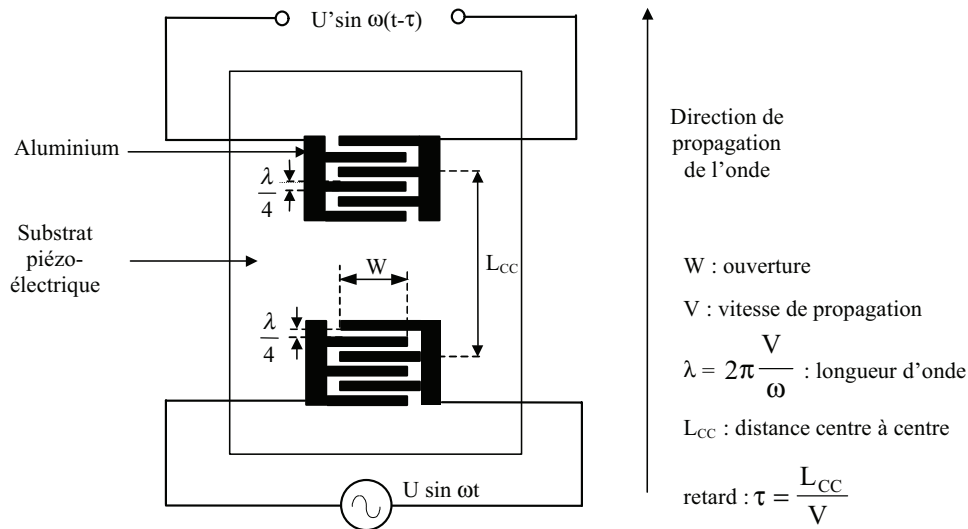 U'sin ω(t-τ)
Aluminium
λ/4
Substrat
piézo-
électrique
W
L_CC
λ/4
U sin ωt
Direction de
propagation
de l'onde
W : ouverture
V : vitesse de propagation
λ = 2π V/ω : longueur d'onde
L_CC : distance centre à centre
retard : τ = L_CC/V